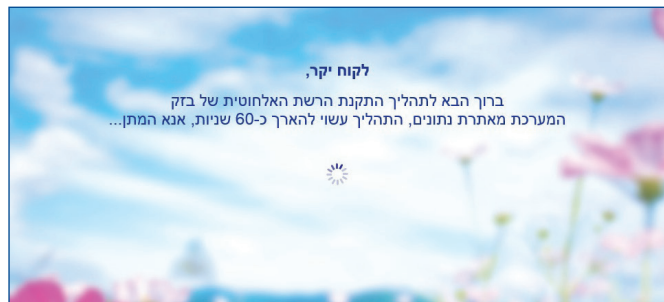 לקוח יקר,
ברוך הבא לתהליך התקנת הרשת האלחוטית של בזק
המערכת מאתרת נתונים, התהליך עשוי להארך כ-60 שניות, אנא המתן...